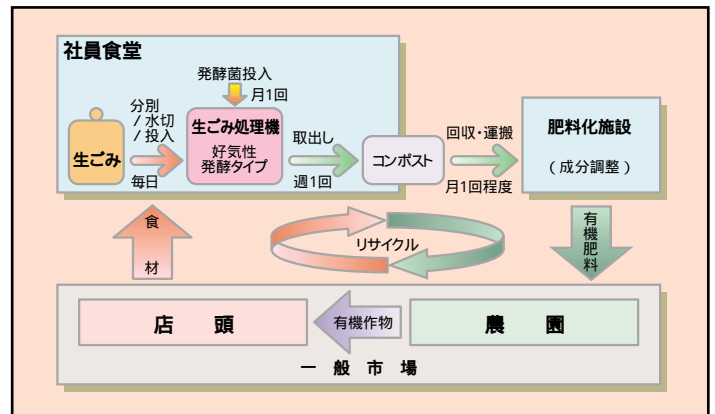 社員食堂
発酵菌投入
月1回
生ごみ
分別
/水切
/投入
毎日
生ごみ処理機
好気性
発酵タイプ
取出し
週1回
コンポスト
回収・運搬
月1回程度
肥料化施設
(成分調整)
食
材
リサイクル
有機肥料
店　頭
有機作物
農　園
一 般 市 場